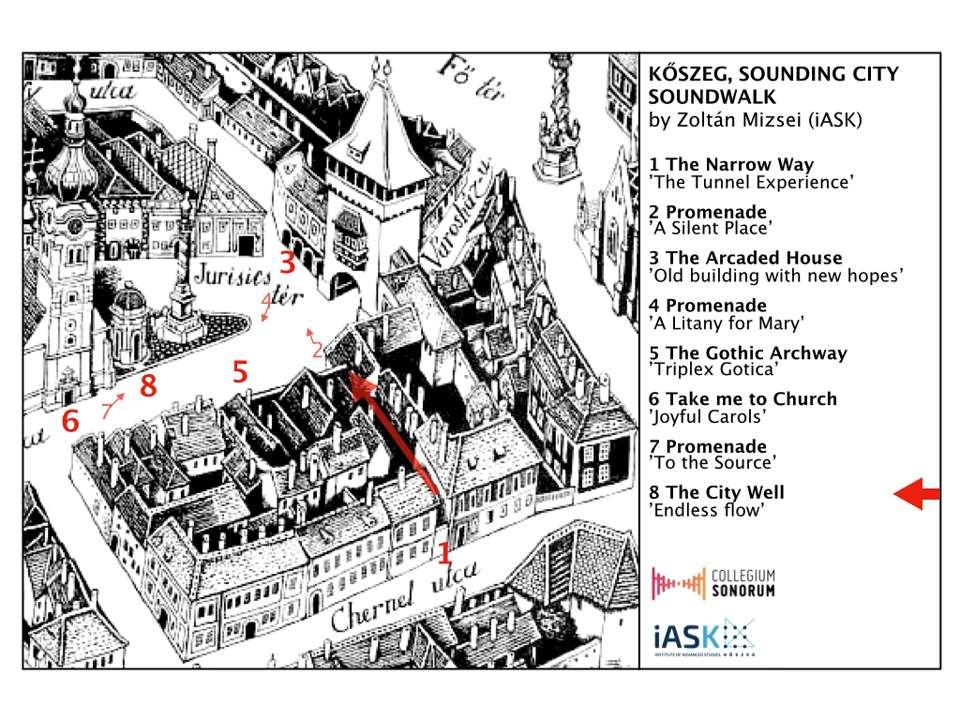 utca
Fő tér
Városház u
Jurisics
tér
3
4
2
5
8
7
6
1
Chernel utca
KŐSZEG, SOUNDING CITY
SOUNDWALK
by Zoltán Mizsei (iASK)
1 The Narrow Way
’The Tunnel Experience’
2 Promenade
’A Silent Place’
3 The Arcaded House
’Old building with new hopes’
4 Promenade
’A Litany for Mary’
5 The Gothic Archway
’Triplex Gotica’
6 Take me to Church
’Joyful Carols’
7 Promenade
’To the Source’
8 The City Well
’Endless flow’
COLLEGIUM
SONORUM
iASK
INSTITUTE OF ADVANCED STUDIES KŐSZEG